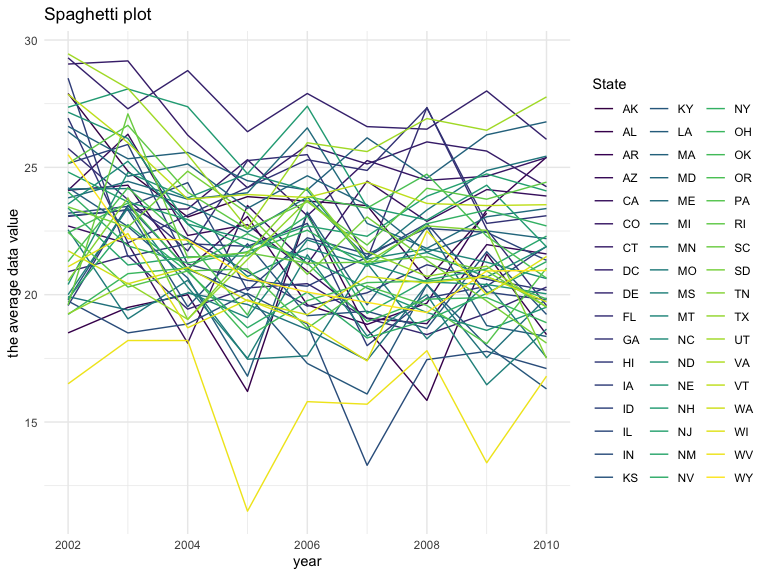 Spaghetti plot
30
25
20
15
the average data value
2002 2004 2006 2008 2010
year
State
AK KY NY
AL LA OH
AR MA OK
AZ MD OR
CA ME PA
CO MI RI
CT MN SC
DC MO SD
DE MS TN
FL MT TX
GA NC UT
HI ND VA
IA NE VT
ID NH WA
IL NJ WI
IN NM WV
KS NV WY